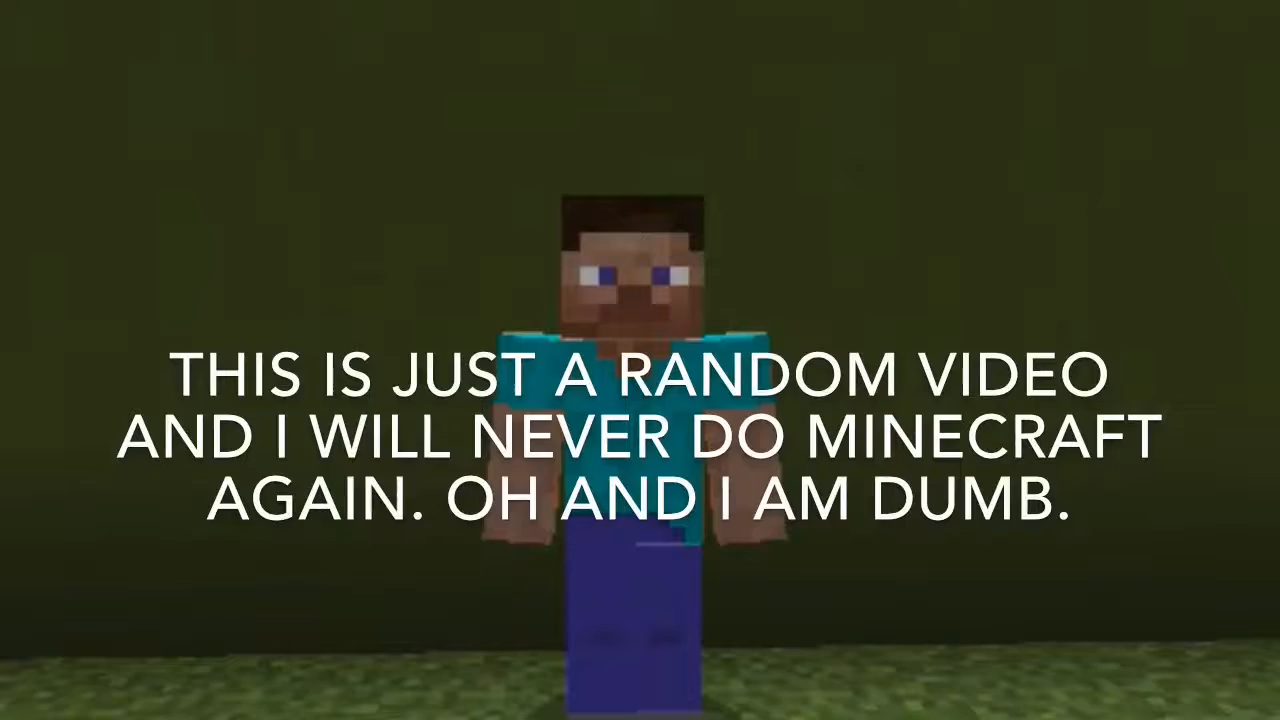 THIS IS JUST A RANDOM VIDEO
AND I WILL NEVER DO MINECRAFT
AGAIN. OH AND I AM DUMB.